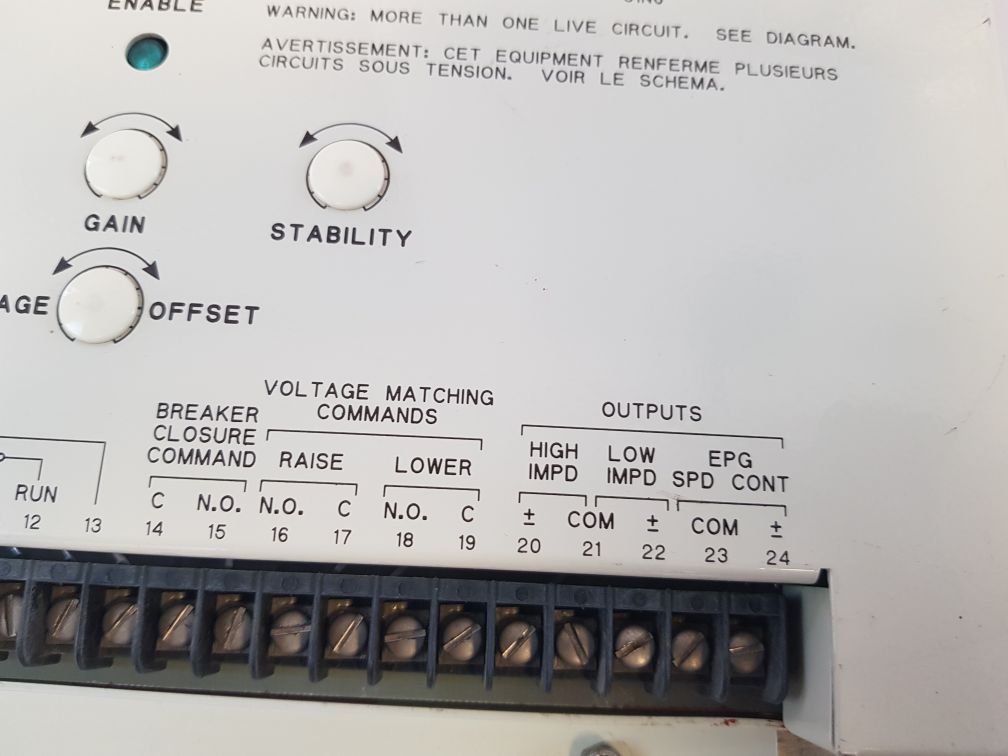 ENABLE
WARNING: MORE THAN ONE LIVE CIRCUIT. SEE DIAGRAM.
AVERTISSEMENT: CET EQUIPMENT RENFERME PLUSIEURS
CIRCUITS SOUS TENSION. VOIR LE SCHEMA.
GAIN
STABILITY
OFFSET
VOLTAGE MATCHING
COMMANDS
BREAKER
CLOSURE
COMMAND
RAISE
LOWER
OUTPUTS
HIGH
IMPD
LOW
IMPD
EPG
SPD CONT
RUN
C N.O. N.O. C N.O. C ± COM ± COM ±
12 13 14 15 16 17 18 19 20 21 22 23 24